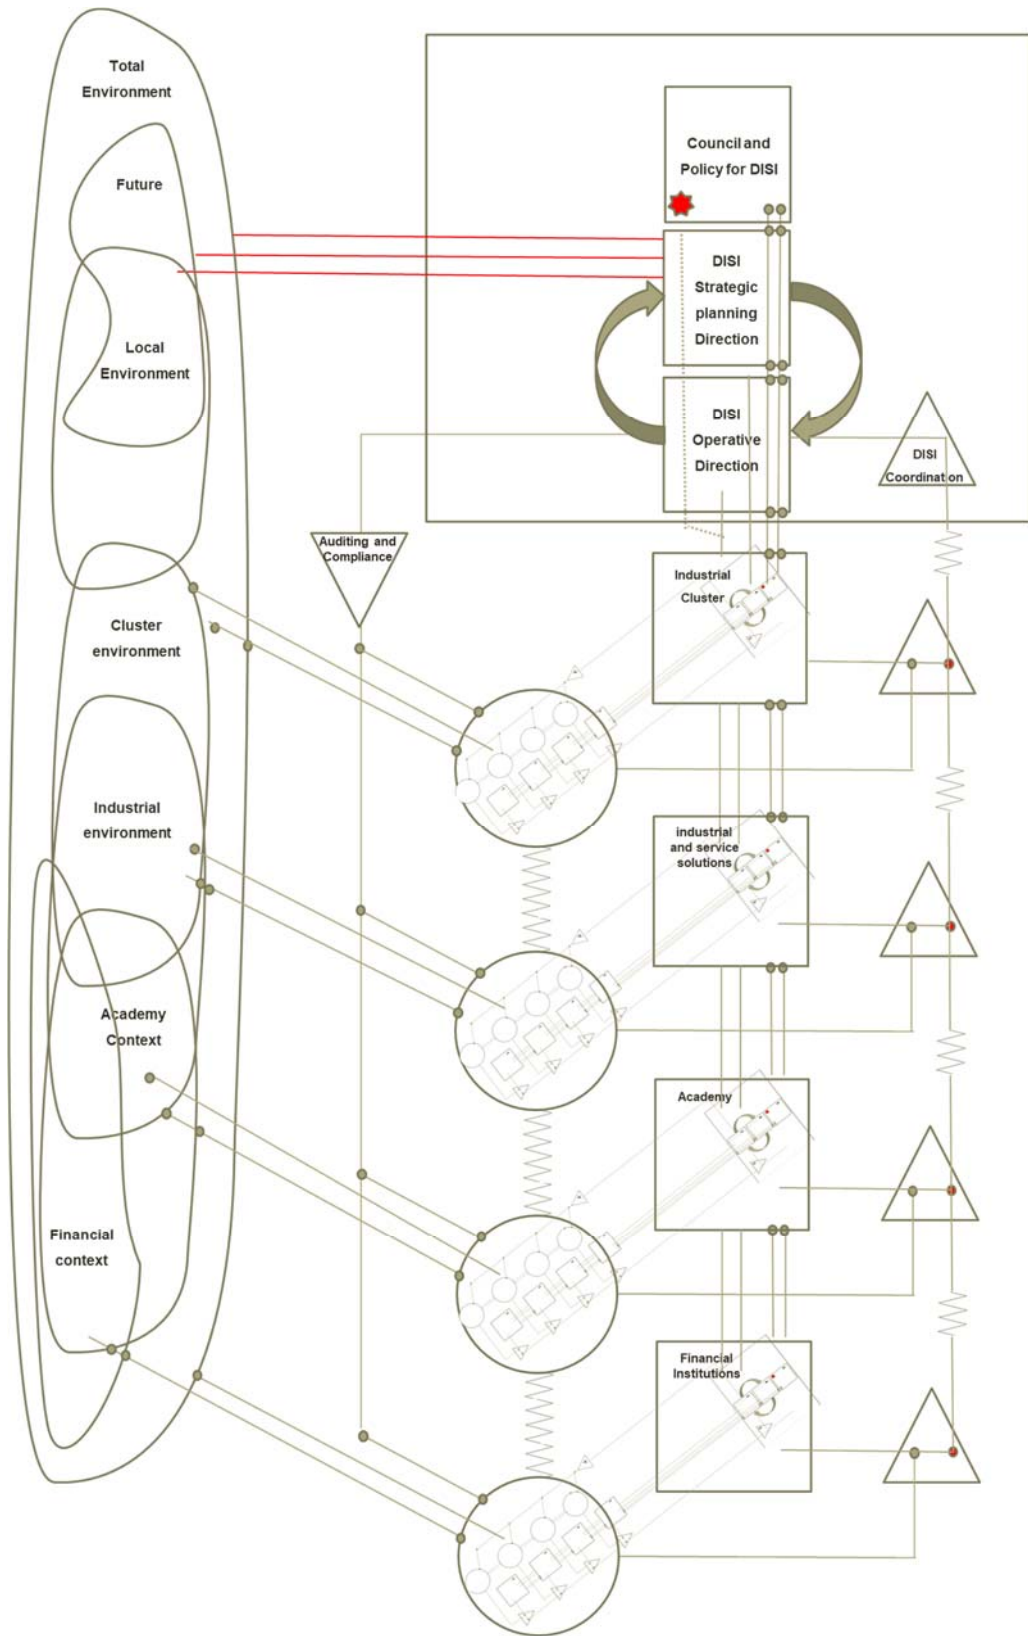 Total
Environment
Future
Local
Environment
Cluster
environment
Industrial
environment
Academy
Context
Financial
context
Council and
Policy for DISI
DISI
Strategic
planning
Direction
DISI
Operative
Direction
DISI
Coordination
Auditing and
Compliance
Industrial
Cluster
industrial
and service
solutions
Academy
Financial
Institutions